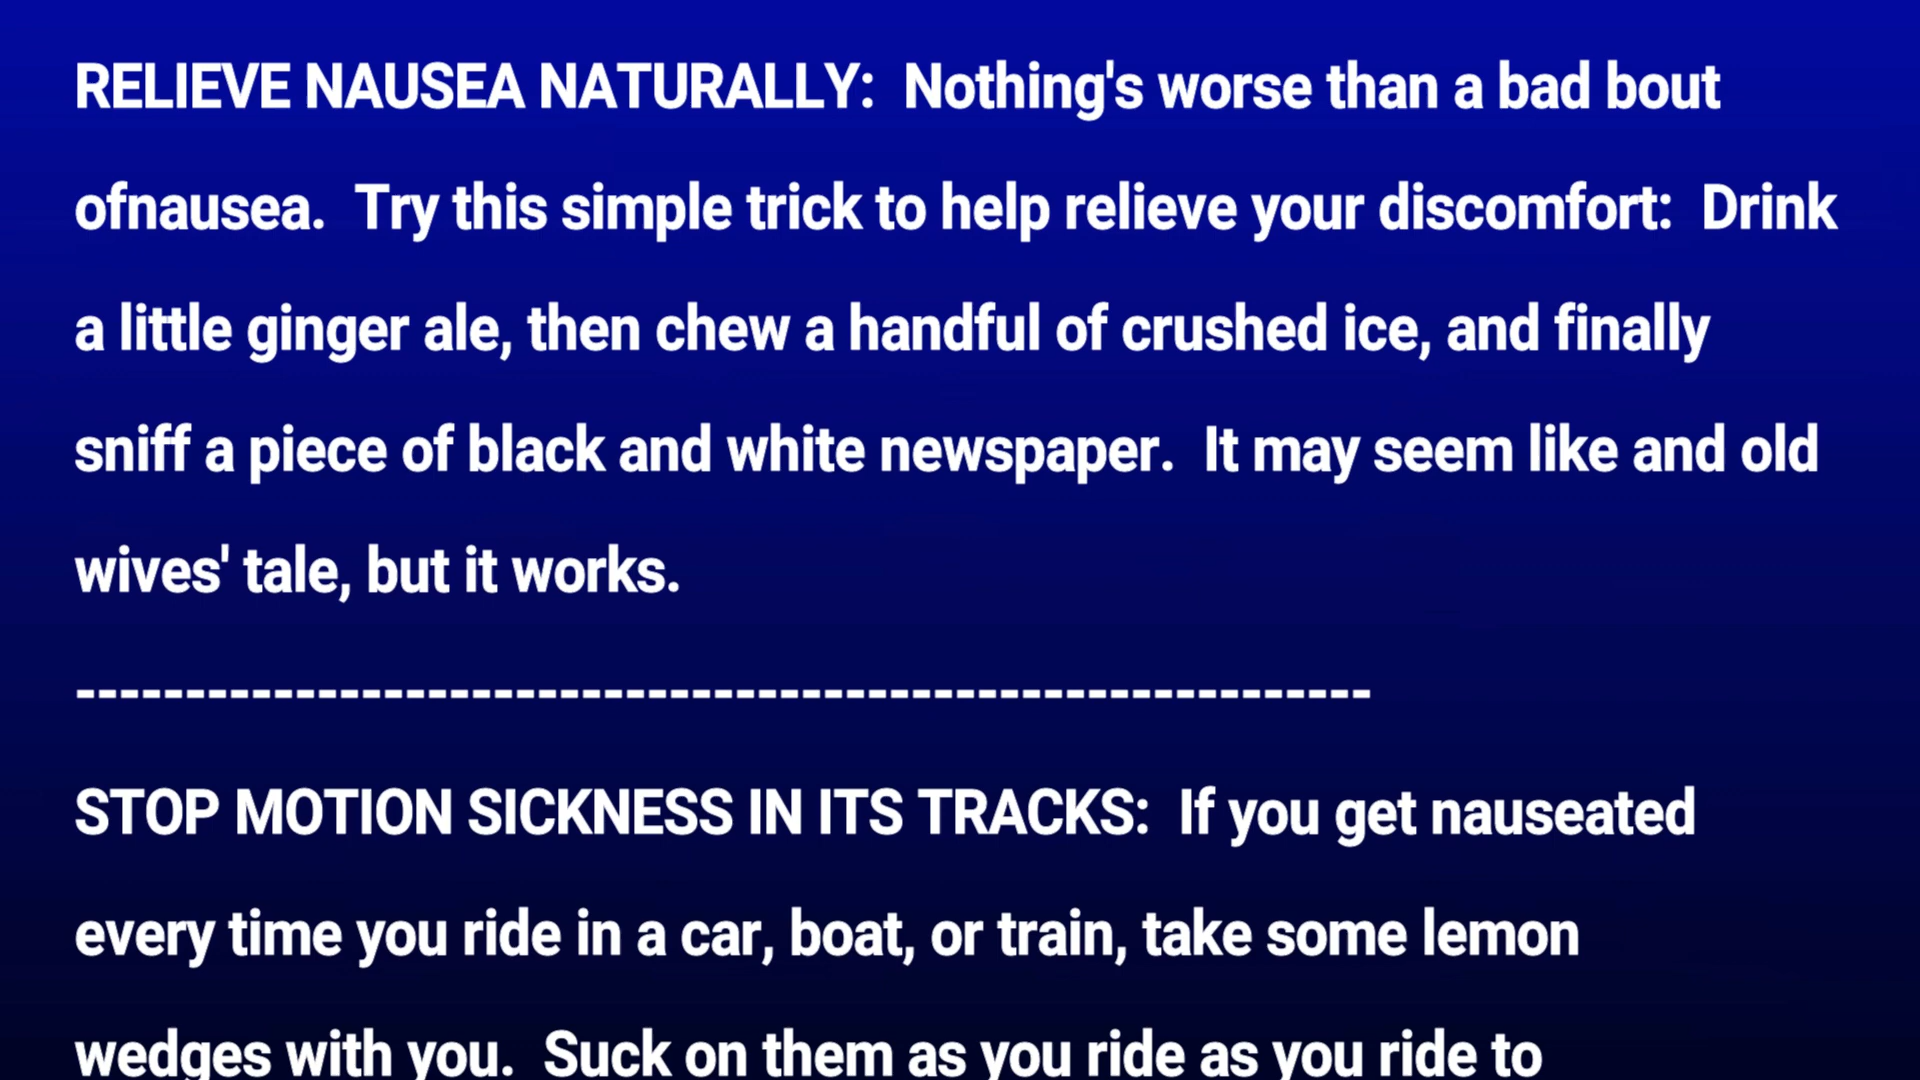 RELIEVE NAUSEA NATURALLY:  Nothing's worse than a bad bout
ofnausea.  Try this simple trick to help relieve your discomfort:  Drink
a little ginger ale, then chew a handful of crushed ice, and finally
sniff a piece of black and white newspaper.  It may seem like and old
wives' tale, but it works.
-----------------------------------------------------------
STOP MOTION SICKNESS IN ITS TRACKS:  If you get nauseated
every time you ride in a car, boat, or train, take some lemon
wedges with you.  Suck on them as you ride as you ride to